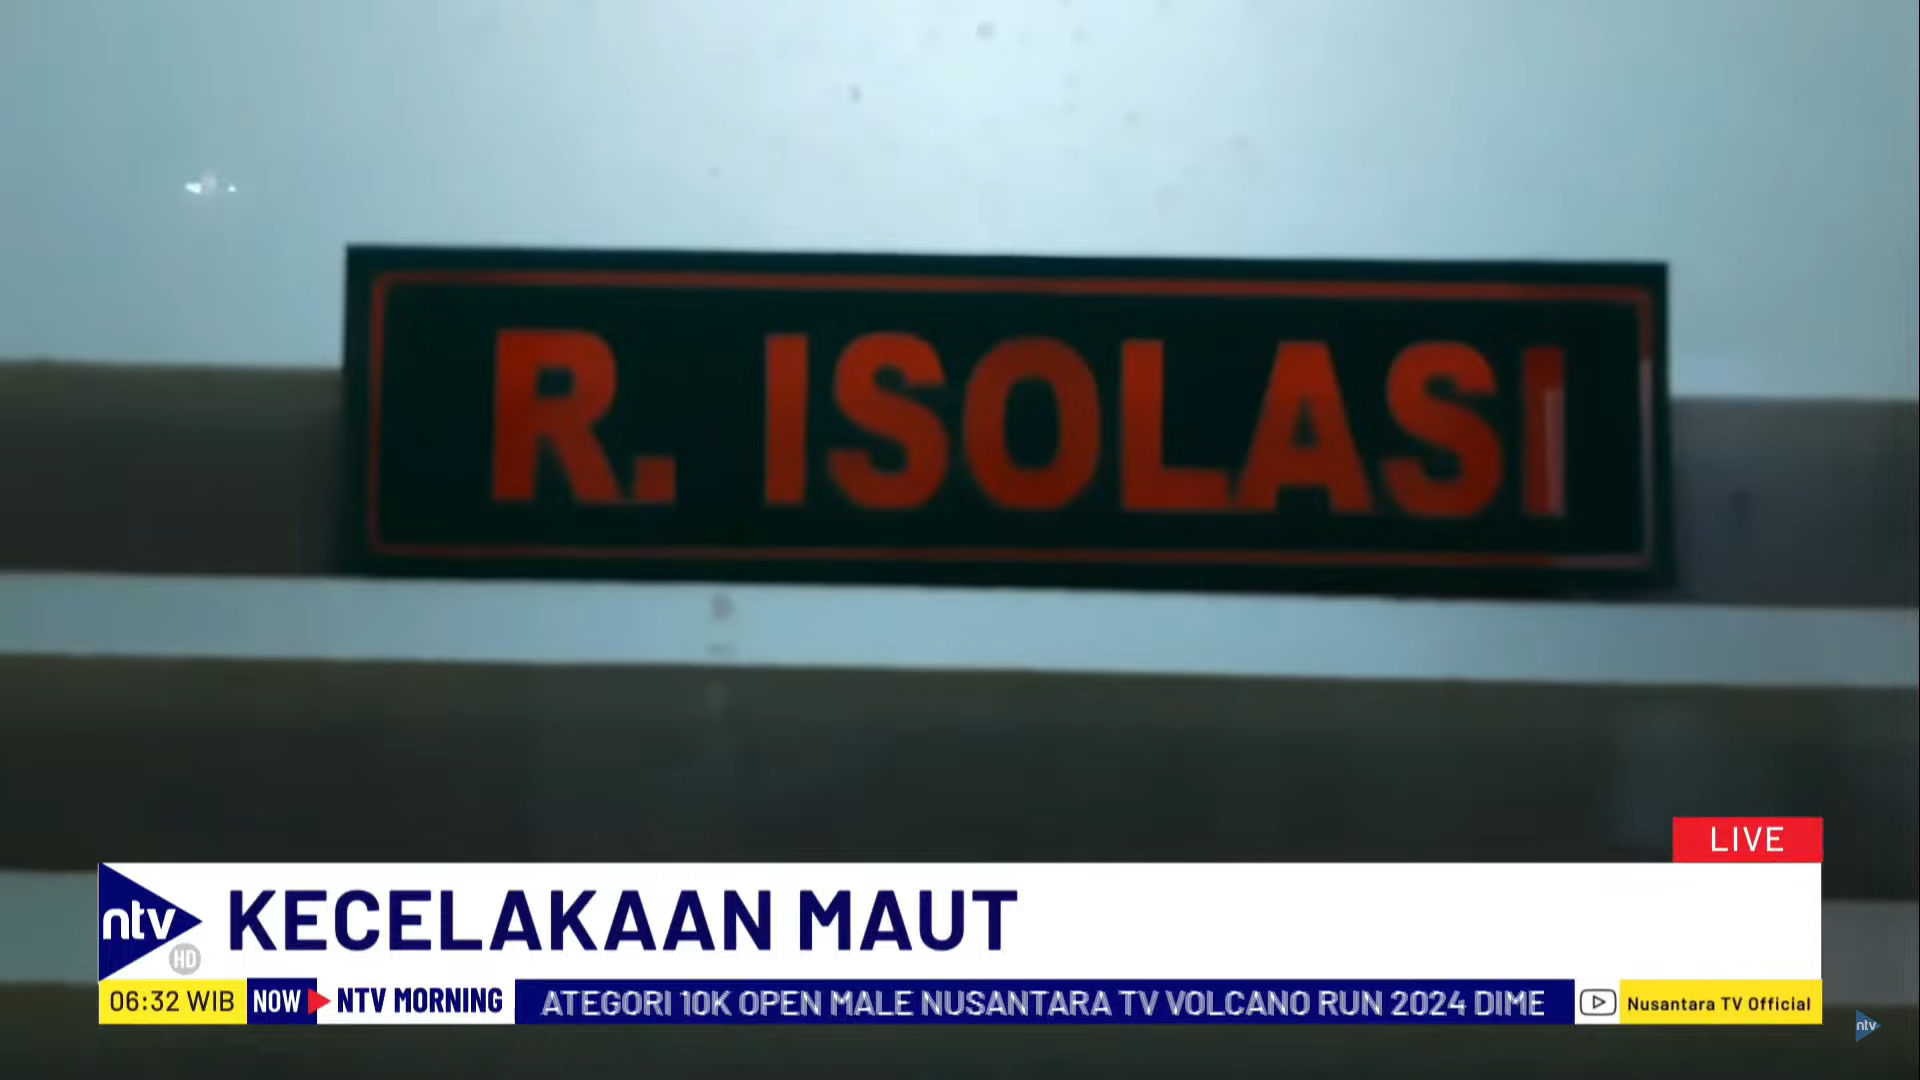 R. ISOLASI
LIVE
ntv
HD
KECELAKAAN MAUT
06:32 WIB
NOW
NTV MORNING
ATEGORI 10K OPEN MALE NUSANTARA TV VOLCANO RUN 2024 DIME
Nusantara TV Official
ntv